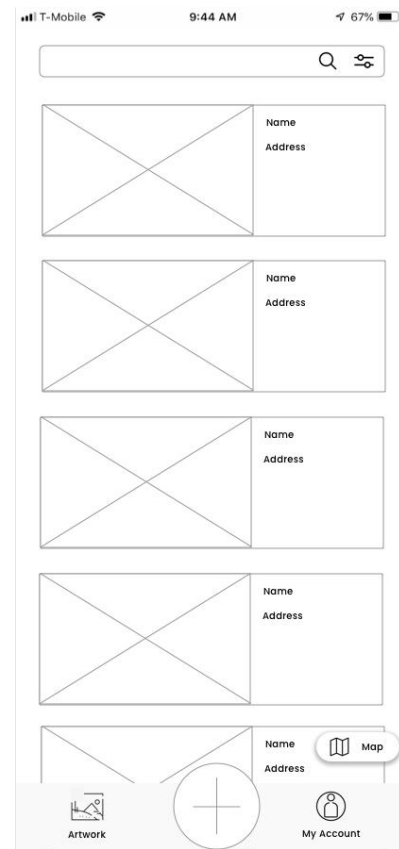 T-Mobile 9:44 AM 67%
Name
Address
Name
Address
Name
Address
Name
Address
Name
Map
Address
Artwork
My Account